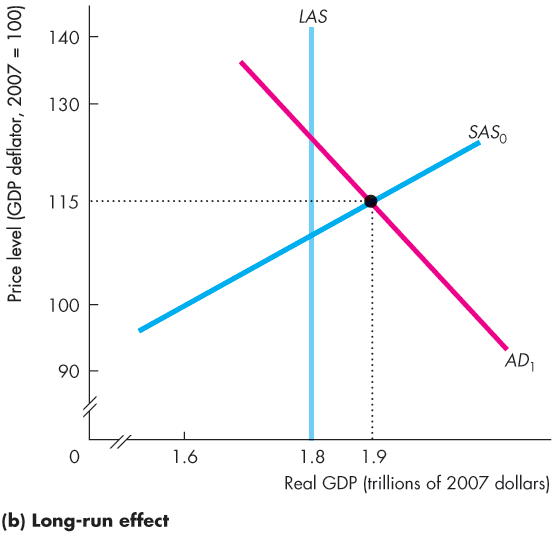 Price level (GDP deflator, 2007 = 100)
LAS
140
130
SAS0
115
100
90
AD1
0
1.6
1.8
1.9
Real GDP (trillions of 2007 dollars)
(b) Long-run effect